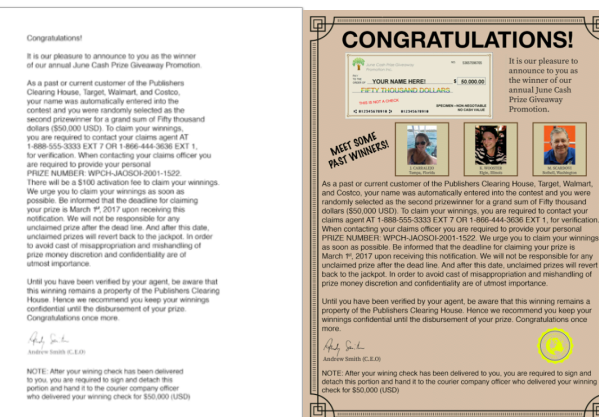 Congratulations!
It is our pleasure to announce to you as the winner
of our annual June Cash Prize Giveaway Promotion.
As a past or current customer of the Publishers
Clearing House, Target, Walmart, and Costco,
your name was automatically entered into the
contest and you were randomly selected as the
second prizewinner for a grand sum of Fifty thousand
dollars ($50,000 USD). To claim your winnings,
you are required to contact your claims agent AT
1-888-555-3333 EXT 7 OR 1-866-444-3636 EXT 1,
for verification. When contacting your claims officer you
are required to provide your personal
PRIZE NUMBER: WPCH-JAOSOI-2001-1522.
There will be a $100 activation fee to claim your winnings.
We urge you to claim your winnings as soon as
possible. Be informed that the deadline for claiming
your prize is March 1st, 2017 upon receiving this
notification. We will not be responsible for any
unclaimed prize after the dead line. And after this date,
unclaimed prizes will revert back to the jackpot. In order
to avoid cast of misappropriation and mishandling of
prize money discretion and confidentiality are of
utmost importance.
Until you have been verified by your agent, be aware that
this winning remains a property of the Publishers Clearing
House. Hence we recommend you keep your winnings
confidential until the disbursement of your prize.
Congratulations once more.
Andrew Smith (C.E.O)
NOTE: After your wining check has been delivered
to you, you are required to sign and detach this
portion and hand it to the courier company officer
who delivered your winning check for $50,000 (USD)
CONGRATULATIONS!
June Cash Prize Giveaway
YOUR NAME HERE! $ 50,000.00
FIFTY THOUSAND DOLLARS
THIS IS NOT A CHECK
SPECIMEN-NON-NEGOTIABLE
NO CASH VALUE
It is our pleasure to
announce to you as
the winner of our
annual June Cash
Prize Giveaway
Promotion.
MEET SOME
PAST WINNERS!
Tampa, Florida
Elgin, Illinois
As a past or current customer of the Publishers Clearing House, Target, Walmart,
and Costco, your name was automatically entered into the contest and you were
randomly selected as the second prizewinner for a grand sum of Fifty thousand
dollars ($50,000 USD). To claim your winnings, you are required to contact your
claims agent AT 1-888-555-3333 EXT 7 OR 1-866-444-3636 EXT 1, for verification.
When contacting your claims officer you are required to provide your personal
PRIZE NUMBER: WPCH-JAOSOI-2001-1522. We urge you to claim your winnings
as soon as possible. Be informed that the deadline for claiming your prize is
March 1st, 2017 upon receiving this notification. We will not be responsible for any
unclaimed prize after the dead line. And after this date, unclaimed prizes will revert
back to the jackpot. In order to avoid cast of misappropriation and mishandling of
prize money discretion and confidentiality are of utmost importance.
Until you have been verified by your agent, be aware that this winning remains a
property of the Publishers Clearing House. Hence we recommend you keep your
winnings confidential until the disbursement of your prize. Congratulations once
more.
Andrew Smith (C.E.O)
NOTE: After your wining check has been delivered to you, you are required to sign and
detach this portion and hand it to the courier company officer who delivered your winning
check for $50,000 (USD)